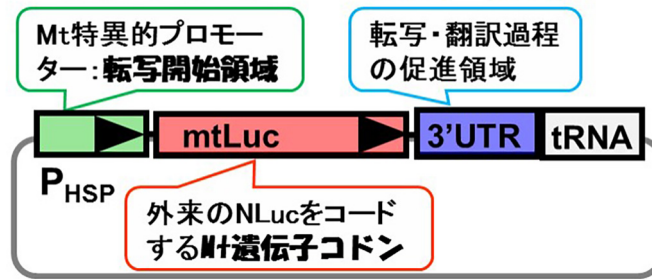 Mt特異的プロモー
ター：転写開始領域
転写・翻訳過程
の促進領域
mtLuc
3'UTR
tRNA
PHSP
外来のNLucをコード
するMt遺伝子コドン